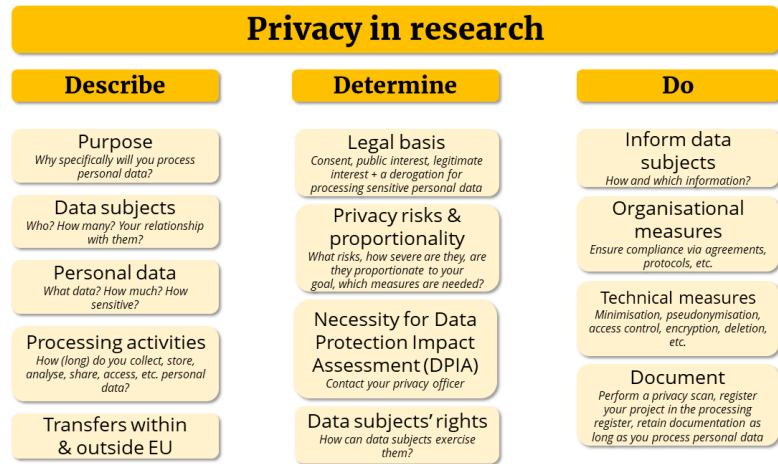 Privacy in research
Describe
Purpose
Why specifically will you process
personal data?
Data subjects
Who? How many? Your relationship
with them?
Personal data
What data? How much? How
sensitive?
Processing activities
How (long) do you collect, store,
analyse, share, access, etc. personal
data?
Transfers within
& outside EU
Determine
Legal basis
Consent, public interest, legitimate
interest + a derogation for
processing sensitive personal data
Privacy risks &
proportionality
What risks, how severe are they, are
they proportionate to your
goal, which measures are needed?
Necessity for Data
Protection Impact
Assessment (DPIA)
Contact your privacy officer
Data subjects’ rights
How can data subjects exercise
them?
Do
Inform data
subjects
How and which information?
Organisational
measures
Ensure compliance via agreements,
protocols, etc.
Technical measures
Minimisation, pseudonymisation,
access control, encryption, deletion,
etc.
Document
Perform a privacy scan, register
your project in the processing
register, retain documentation as
long as you process personal data